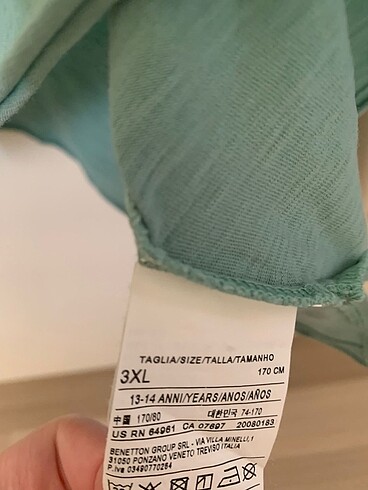 TAGLIA/SIZE/TALLA/TAMANHO
3XL 170 CM
13-14 ANNI/YEARS/ANOS/AÑOS
中國 170/80 대한민국 74-170
US RN 64961 CA 07697 20080163
BENETTON GROUP SRL - VIA VILLA MINELLI,1
31050 PONZANO VENETO TREVISO ITALIA
P.Iva 03490770264